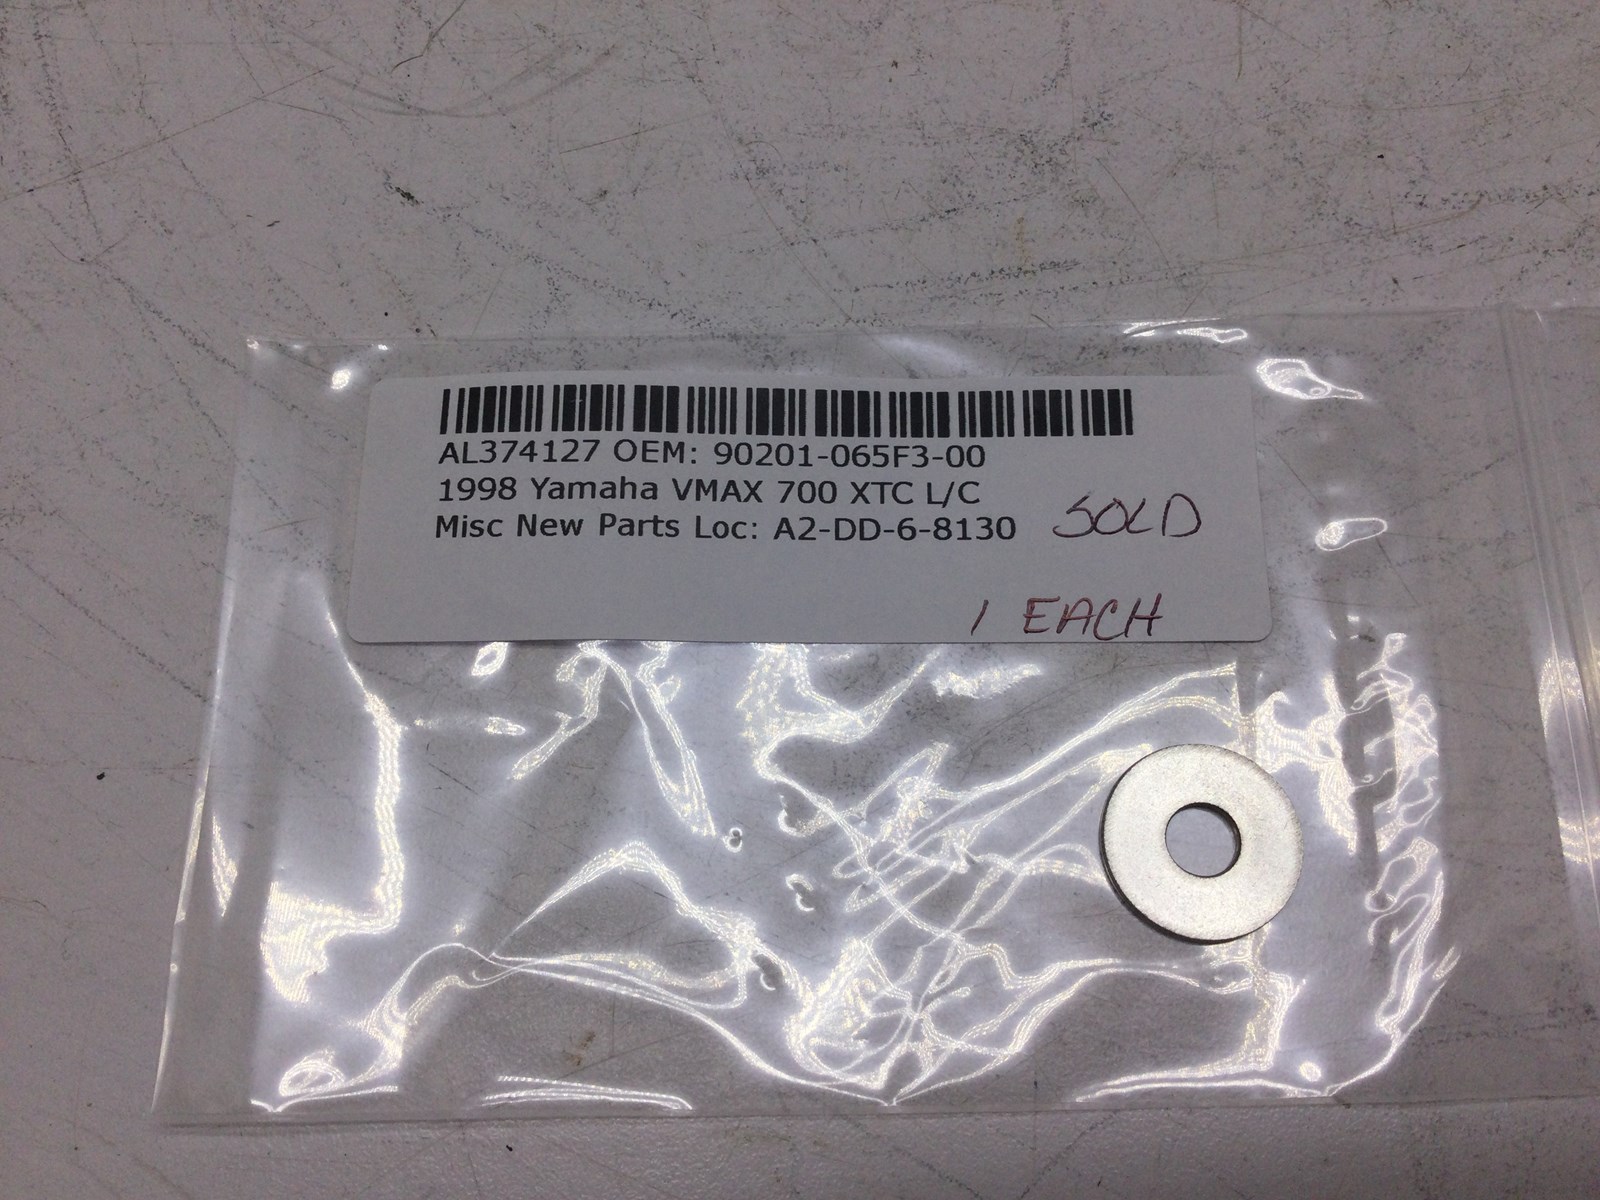 AL374127 OEM: 90201-065F3-00
1998 Yamaha VMAX 700 XTC L/C
Misc New Parts Loc: A2-DD-6-8130 SOLD
1 EACH